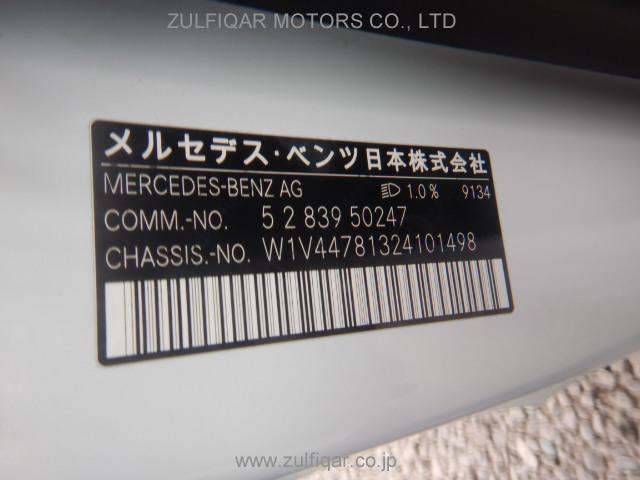 ZULFIQAR MOTORS CO., LTD
メルセデス・ベンツ日本株式会社
MERCEDES-BENZ AG 1.0% 9134
COMM.-NO. 5 2 839 50247
CHASSIS.-NO. W1V44781324101498
www.zulfiqar.co.jp